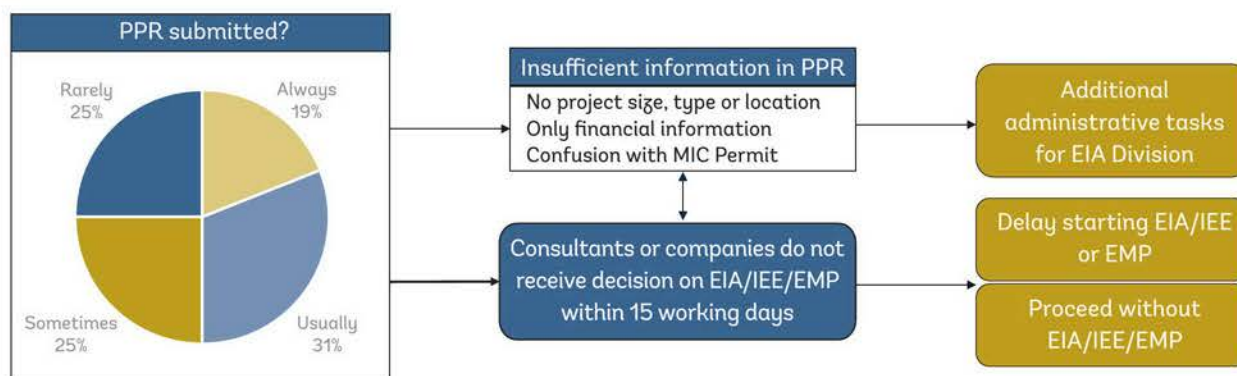 PPR submitted?
Rarely
25%
Always
19%
Sometimes
25%
Usually
31%
Insufficient information in PPR
No project size, type or location
Only financial information
Confusion with MIC Permit
Consultants or companies do not
receive decision on EIA/IEE/EMP
within 15 working days
Additional
administrative tasks
for EIA Division
Delay starting EIA/IEE
or EMP
Proceed without
EIA/IEE/EMP